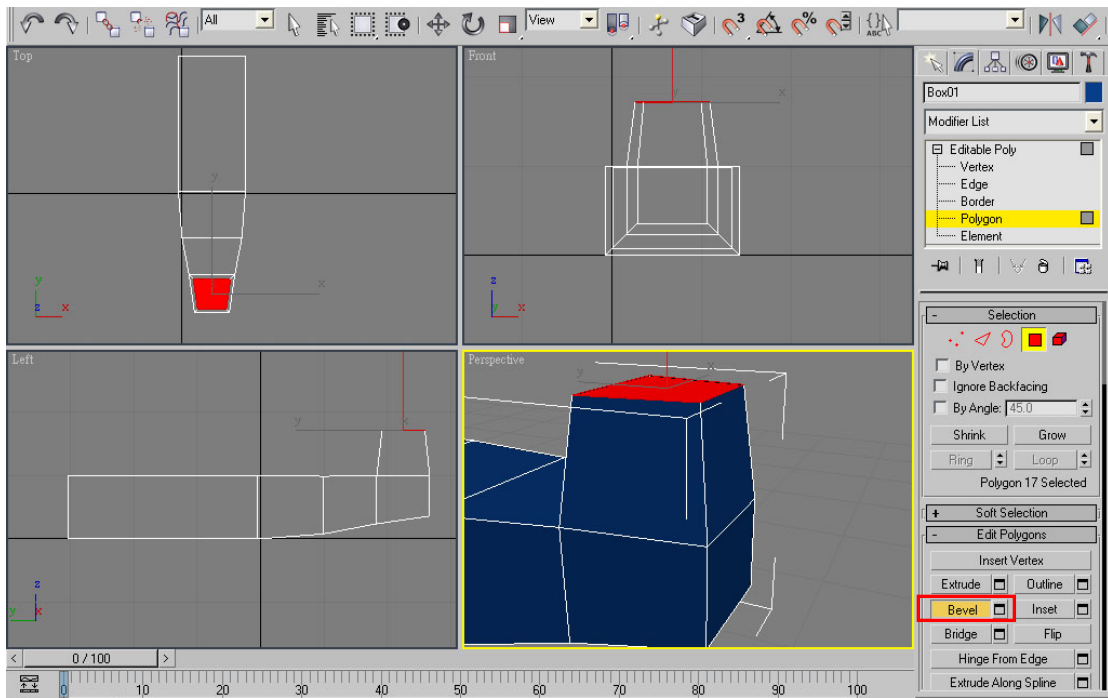 All
View
3
%
ABC
Top
y
x
y
z
x
Front
y
x
z
y
x
Left
y
x
z
y
x
Perspective
y
x
Box01
Modifier List
Editable Poly
Vertex
Edge
Border
Polygon
Element
- Selection
By Vertex
Ignore Backfacing
By Angle: 45.0
Shrink Grow
Ring Loop
Polygon 17 Selected
+ Soft Selection
- Edit Polygons
Insert Vertex
Extrude Outline
Bevel Inset
Bridge Flip
Hinge From Edge
Extrude Along Spline
< 0 / 100 >
0 10 20 30 40 50 60 70 80 90 100